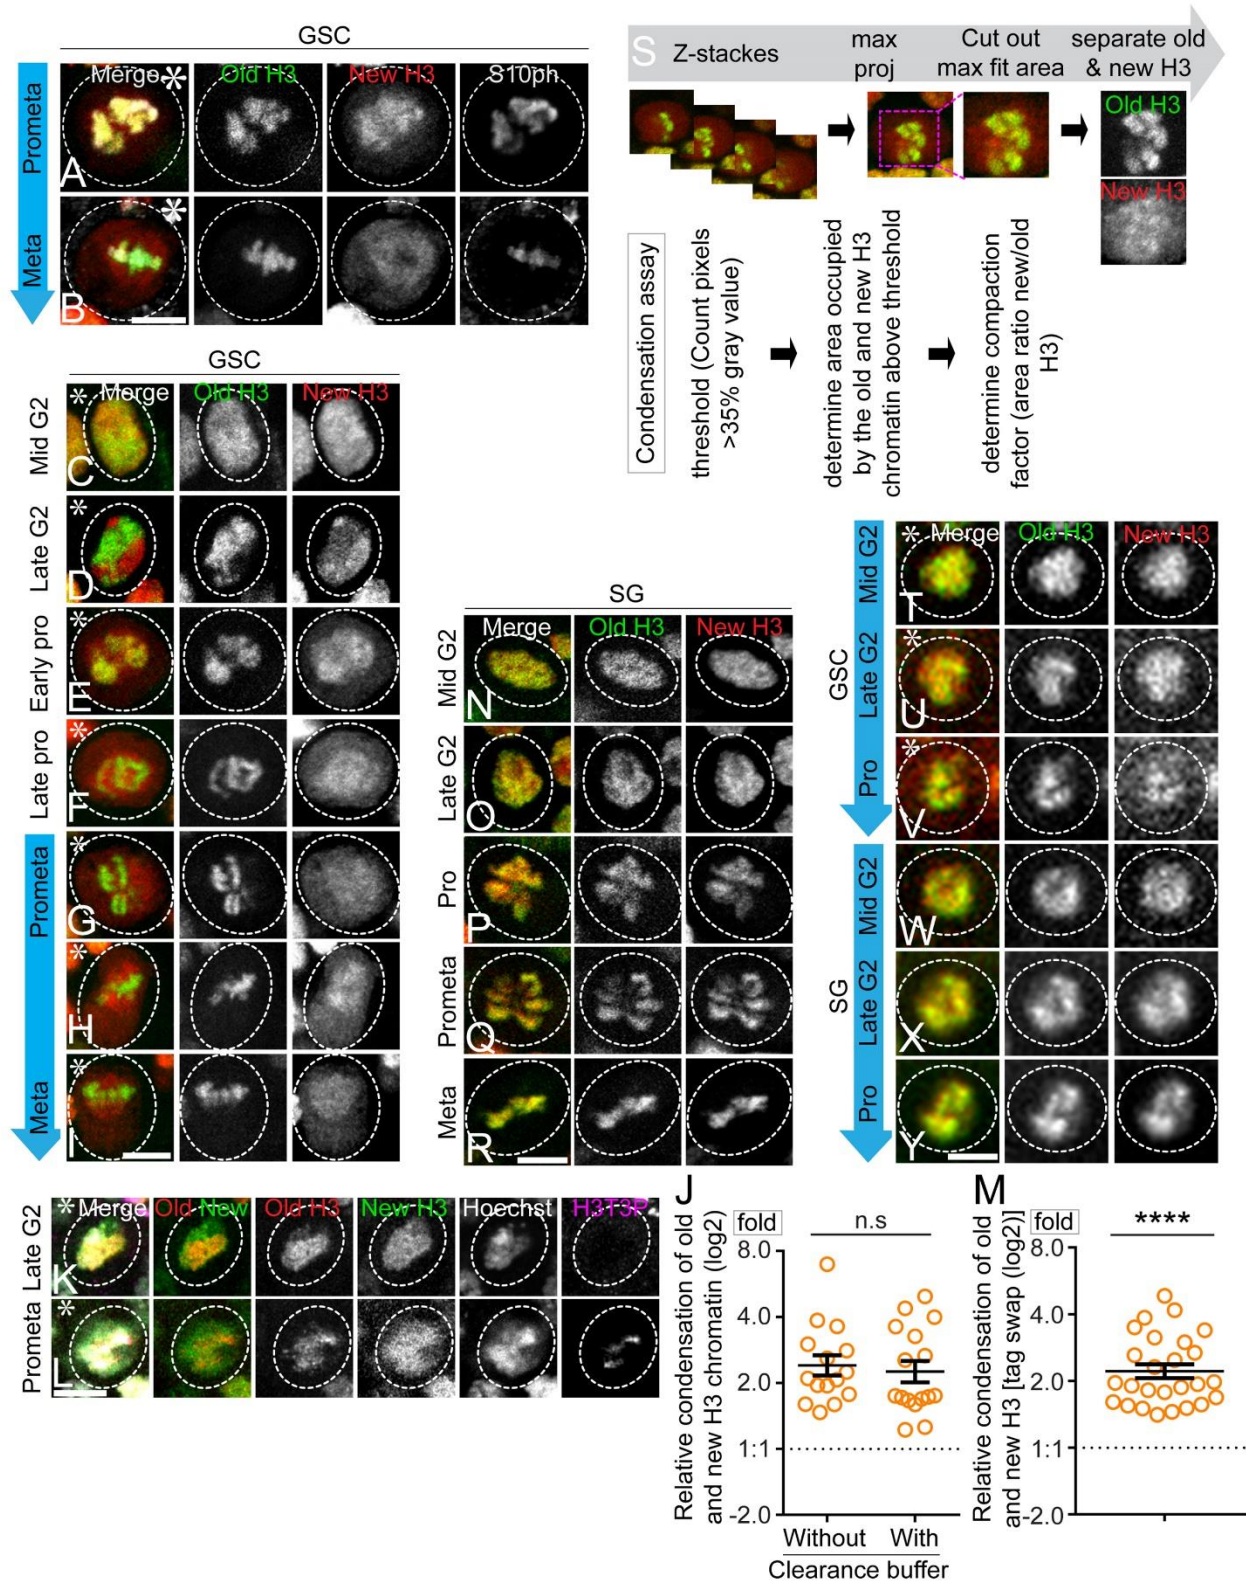 GSC
Merge Old H3 New H3 S10ph
*
Prometa
A
*
Meta
B
S Z-stackes
max
proj
Cut out
max fit area
separate old
& new H3
Old H3
New H3
Condensation assay
threshold (Count pixels
>35% gray value)
determine area occupied
by the old and new H3
chromatin above threshold
determine compaction
factor (area ratio new/old
H3)
GSC
* Merge Old H3 New H3
Mid G2
C
*
Late G2
D
*
Early pro
E
*
Late pro
F
*
Prometa
G
*
H
*
Meta
I
SG
Merge Old H3 New H3
Mid G2
N
Late G2
O
Pro
P
Prometa
Q
Meta
R
* Merge Old H3 New H3
Mid G2
T
GSC
*
Late G2
U
*
Pro
V
Mid G2
W
SG
Late G2
X
Pro
Y
* Merge Old New Old H3 New H3 Hoechst H3T3P
Late G2
K
*
Prometa
L
J
Relative condensation of old
and new H3 chromatin (log2)
fold
n.s
8.0
4.0
2.0
1:1
-2.0
Without With
Clearance buffer
M
Relative condensation of old
and new H3 [tag swap (log2)]
fold
****
8.0
4.0
2.0
1:1
-2.0